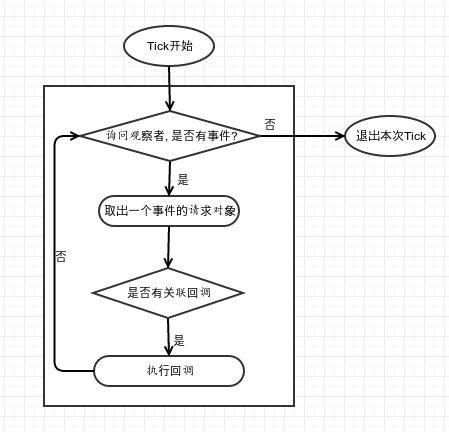 Tick开始
询问观察者, 是否有事件?
否
退出本次Tick
是
取出一个事件的请求对象
否
是否有关联回调
是
执行回调